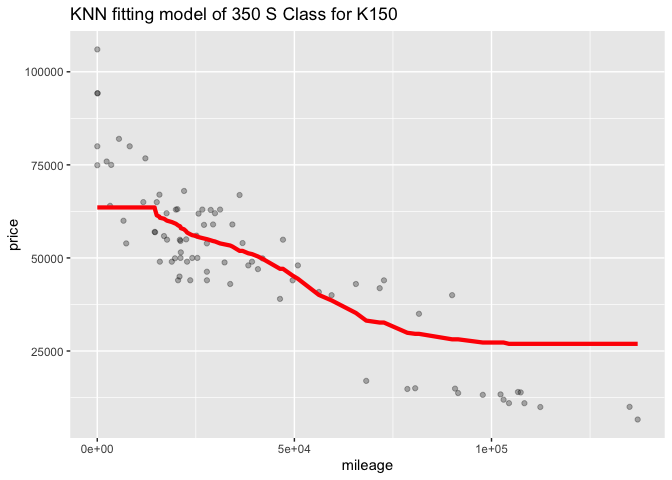 KNN fitting model of 350 S Class for K150
100000
75000
50000
25000
price
0e+00 5e+04 1e+05
mileage